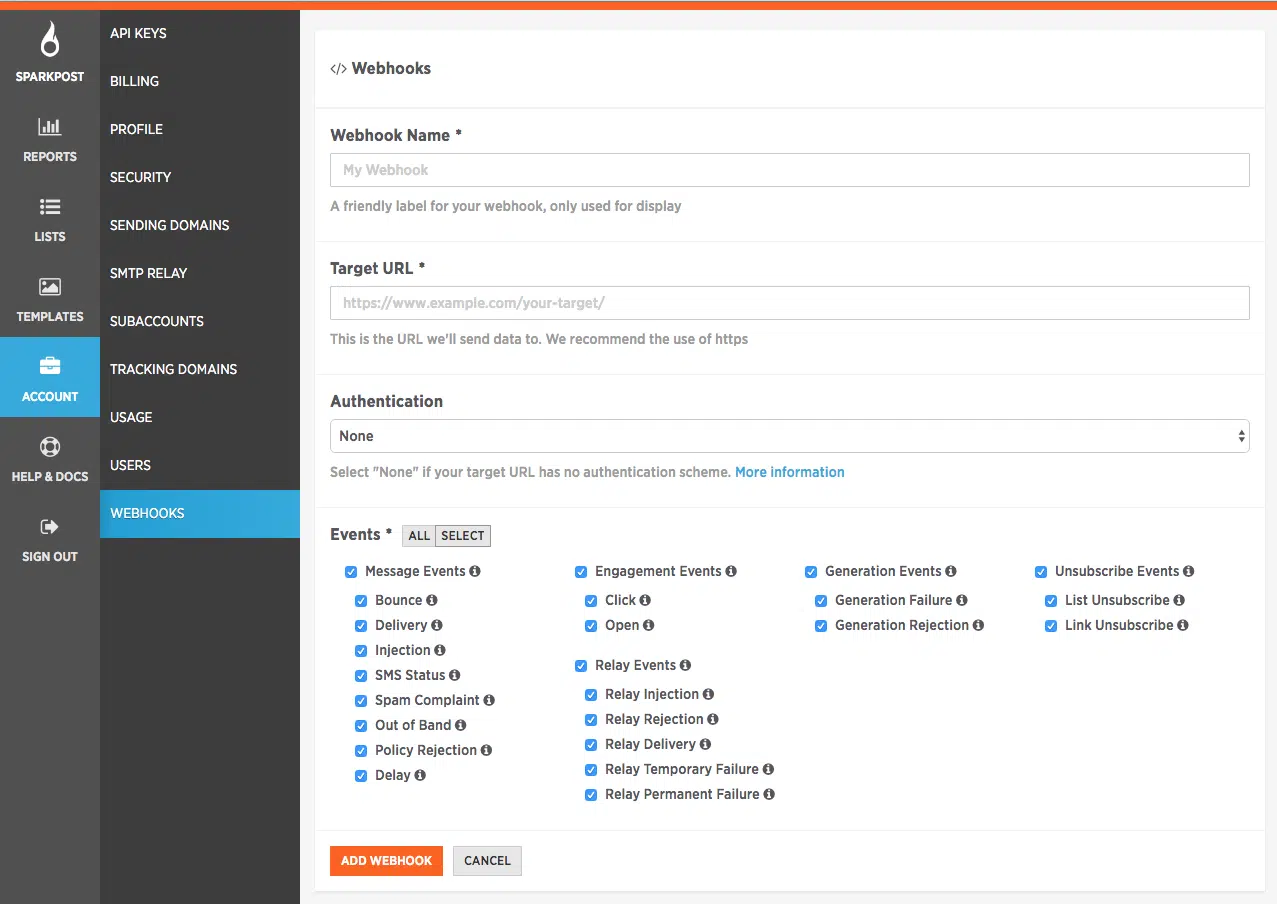 SPARKPOST
REPORTS
LISTS
TEMPLATES
ACCOUNT
HELP & DOCS
SIGN OUT
API KEYS
BILLING
PROFILE
SECURITY
SENDING DOMAINS
SMTP RELAY
SUBACCOUNTS
TRACKING DOMAINS
USAGE
USERS
WEBHOOKS
</> Webhooks
Webhook Name *
My Webhook
A friendly label for your webhook, only used for display
Target URL *
https://www.example.com/your-target/
This is the URL we'll send data to. We recommend the use of https
Authentication
None
Select "None" if your target URL has no authentication scheme. More information
Events * ALL SELECT
Message Events
Bounce
Delivery
Injection
SMS Status
Spam Complaint
Out of Band
Policy Rejection
Delay
Engagement Events
Click
Open
Relay Events
Relay Injection
Relay Rejection
Relay Delivery
Relay Temporary Failure
Relay Permanent Failure
Generation Events
Generation Failure
Generation Rejection
Unsubscribe Events
List Unsubscribe
Link Unsubscribe
ADD WEBHOOK CANCEL